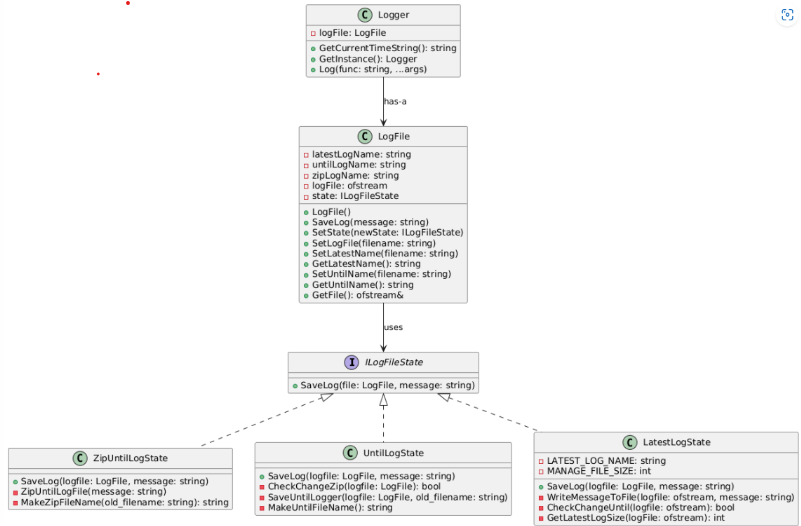 C Logger
logFile: LogFile
GetCurrentTimeString(): string
GetInstance(): Logger
Log(func: string, ...args)
has-a
C LogFile
latestLogName: string
untilLogName: string
zipLogName: string
logFile: ofstream
state: ILogFileState
LogFile()
SaveLog(message: string)
SetState(newState: ILogFileState)
SetLogFile(filename: string)
SetLatestName(filename: string)
GetLatestName(): string
SetUntilName(filename: string)
GetUntilName(): string
GetFile(): ofstream&
uses
I ILogFileState
SaveLog(file: LogFile, message: string)
C ZipUntilLogState
SaveLog(logfile: LogFile, message: string)
ZipUntilLogFile(message: string)
MakeZipFileName(old_filename: string): string
C UntilLogState
SaveLog(logfile: LogFile, message: string)
CheckChangeZip(logfile: LogFile): bool
SaveUntilLogger(logfile: LogFile, old_filename: string)
MakeUntilFileName(): string
C LatestLogState
LATEST_LOG_NAME: string
MANAGE_FILE_SIZE: int
SaveLog(logfile: LogFile, message: string)
WriteMessageToFile(logfile: ofstream, message: string)
CheckChangeUntil(logfile: ofstream): bool
GetLatestLogSize(logFile: ofstream): int